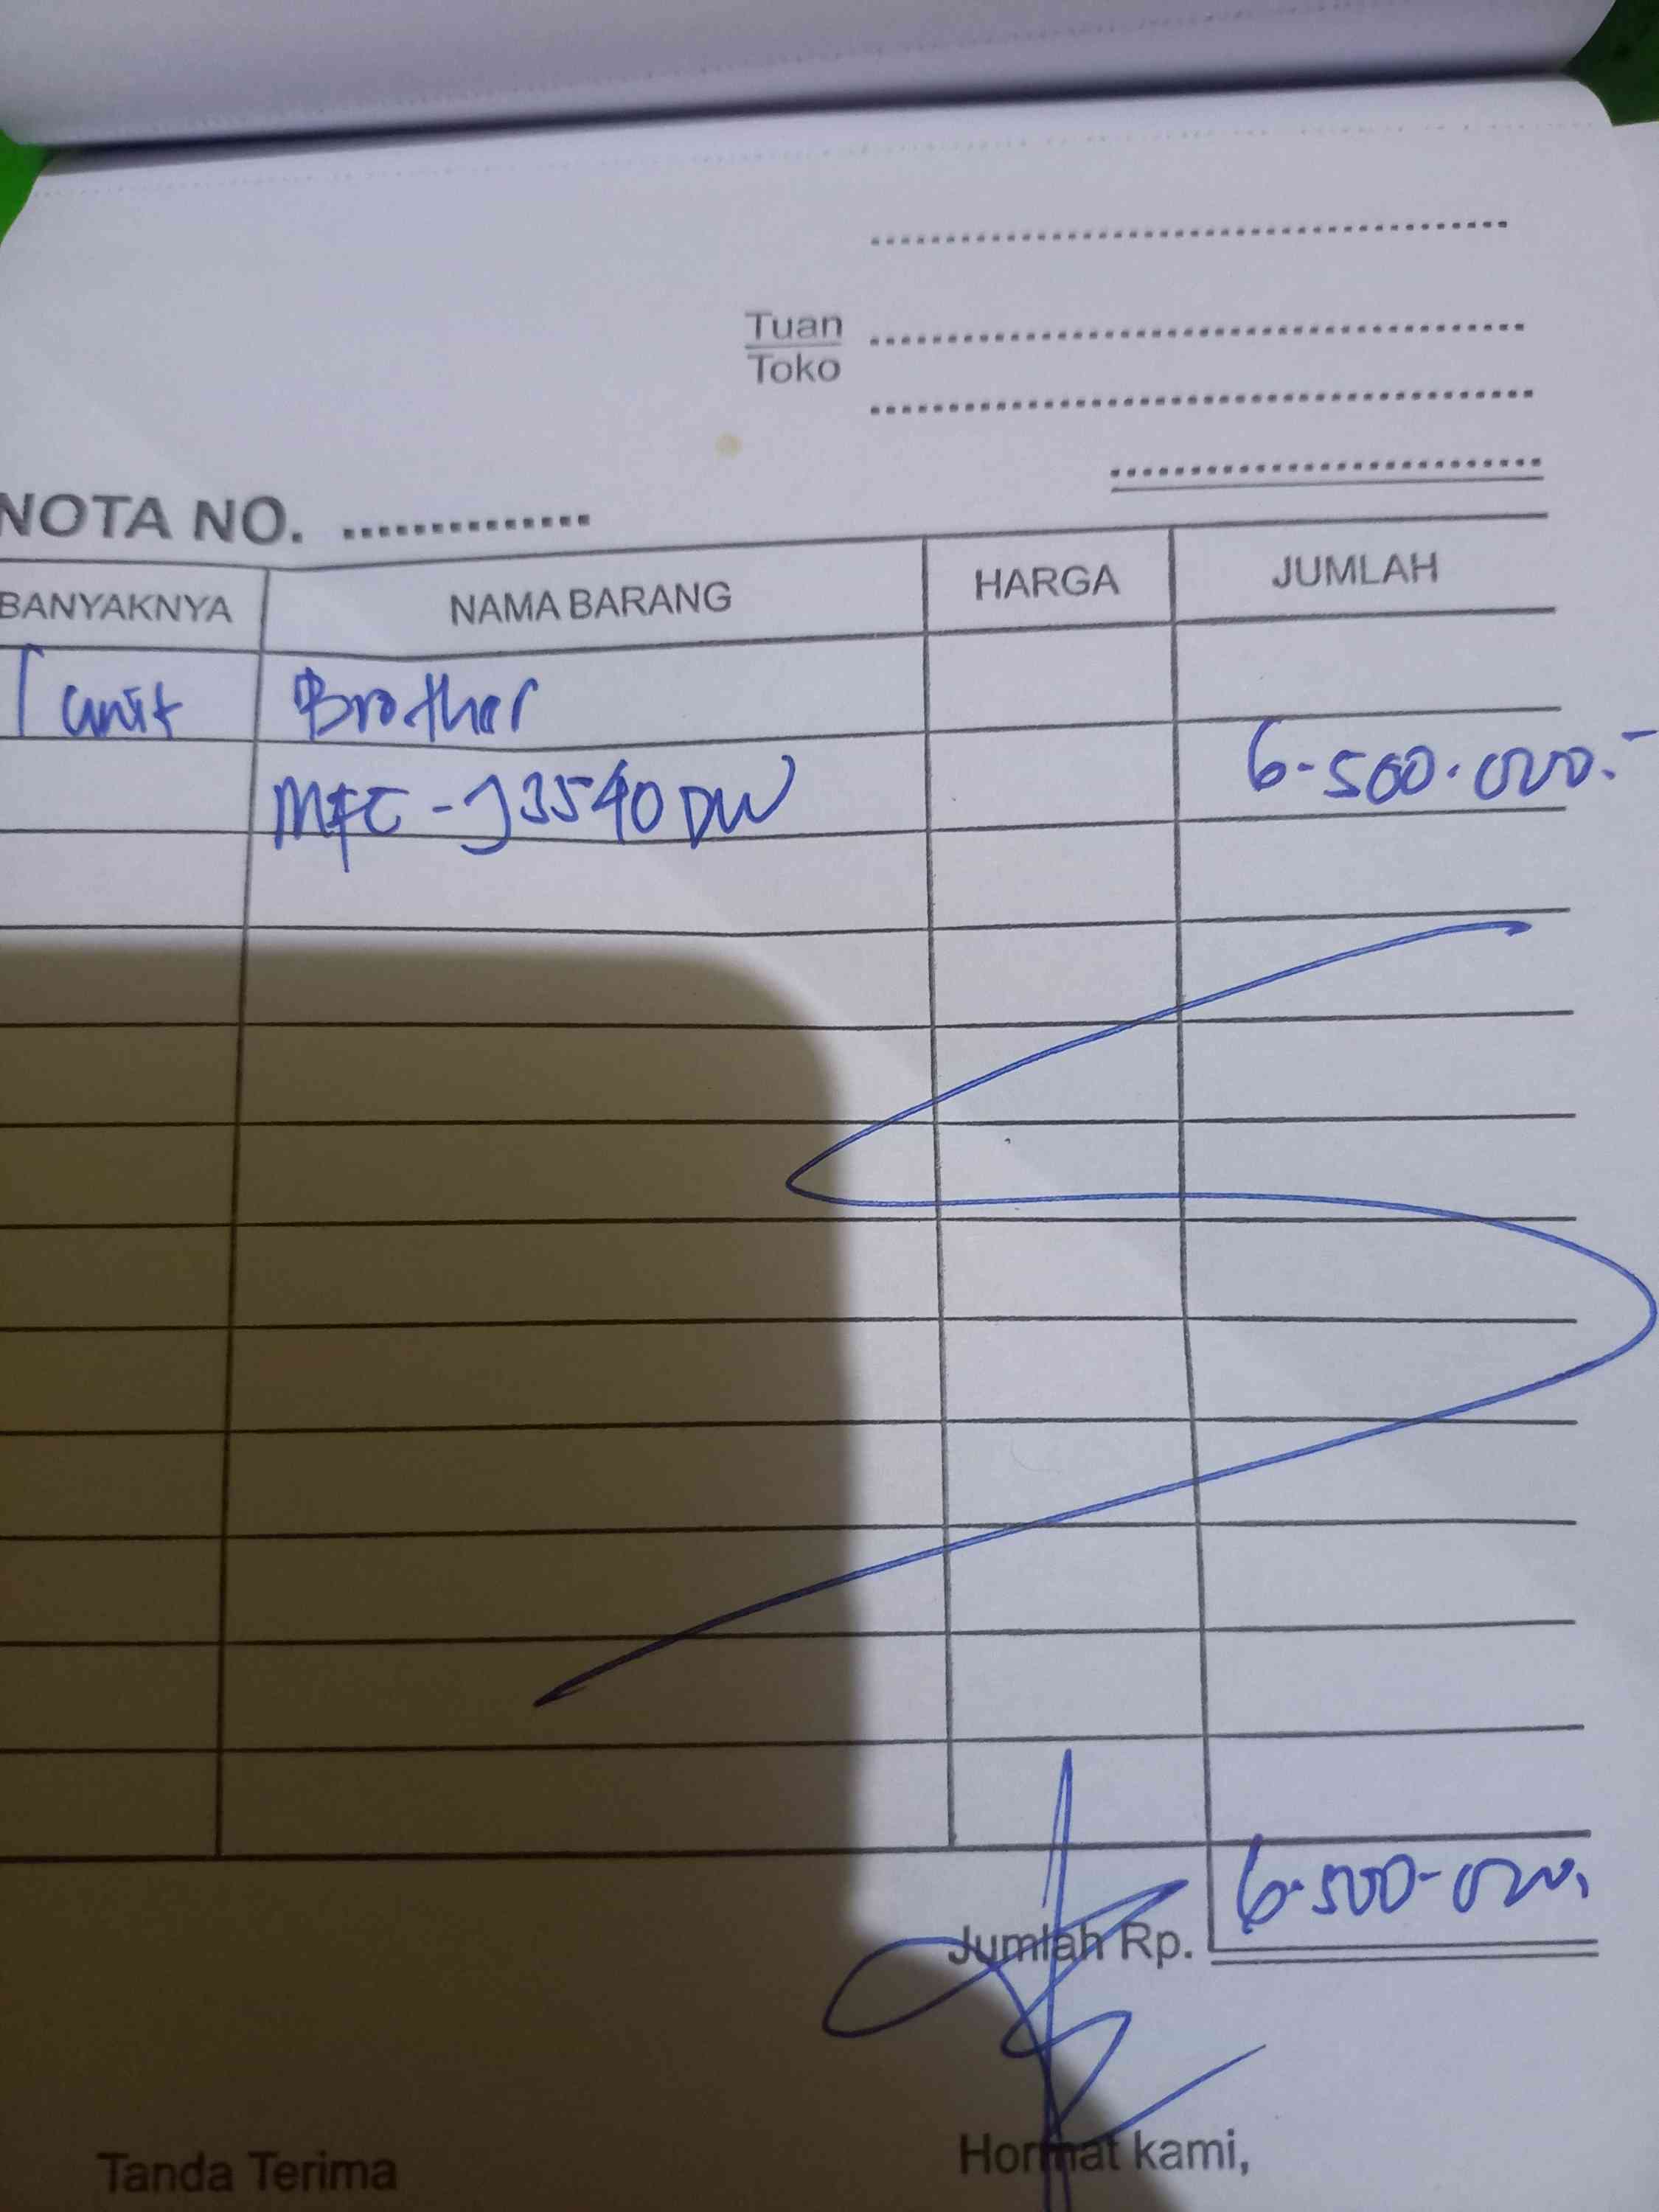 Tuan
Toko
NOTA NO. ..............
BANYAKNYA NAMA BARANG HARGA JUMLAH
1 unit Brother
MFC-J3540DW 6.500.000.-
Jumlah Rp. 6.500.000.
Tanda Terima Hormat kami,